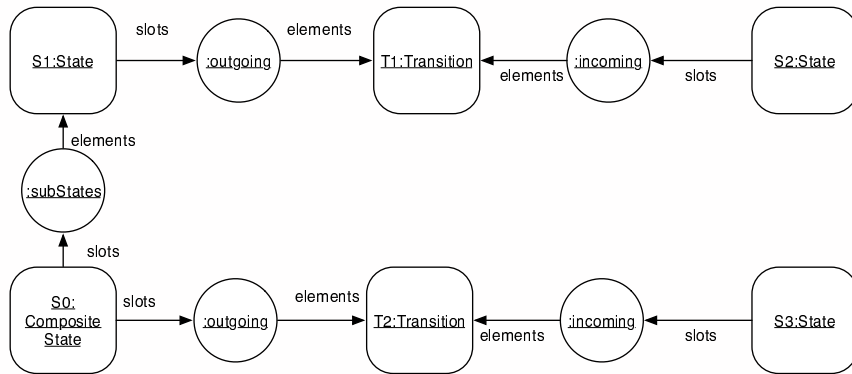 slots
elements
S1:State
:outgoing
T1:Transition
:incoming
S2:State
elements
slots
elements
:subStates
slots
S0:
Composite
State
slots
elements
:outgoing
T2:Transition
:incoming
S3:State
elements
slots